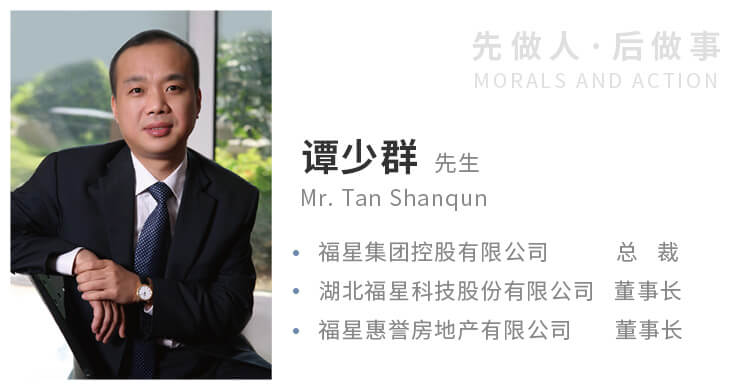 先做人·后做事
MORALS AND ACTION
谭少群 先生
Mr. Tan Shanqun
• 福星集团控股有限公司 总 裁
• 湖北福星科技股份有限公司 董事长
• 福星惠誉房地产有限公司 董事长